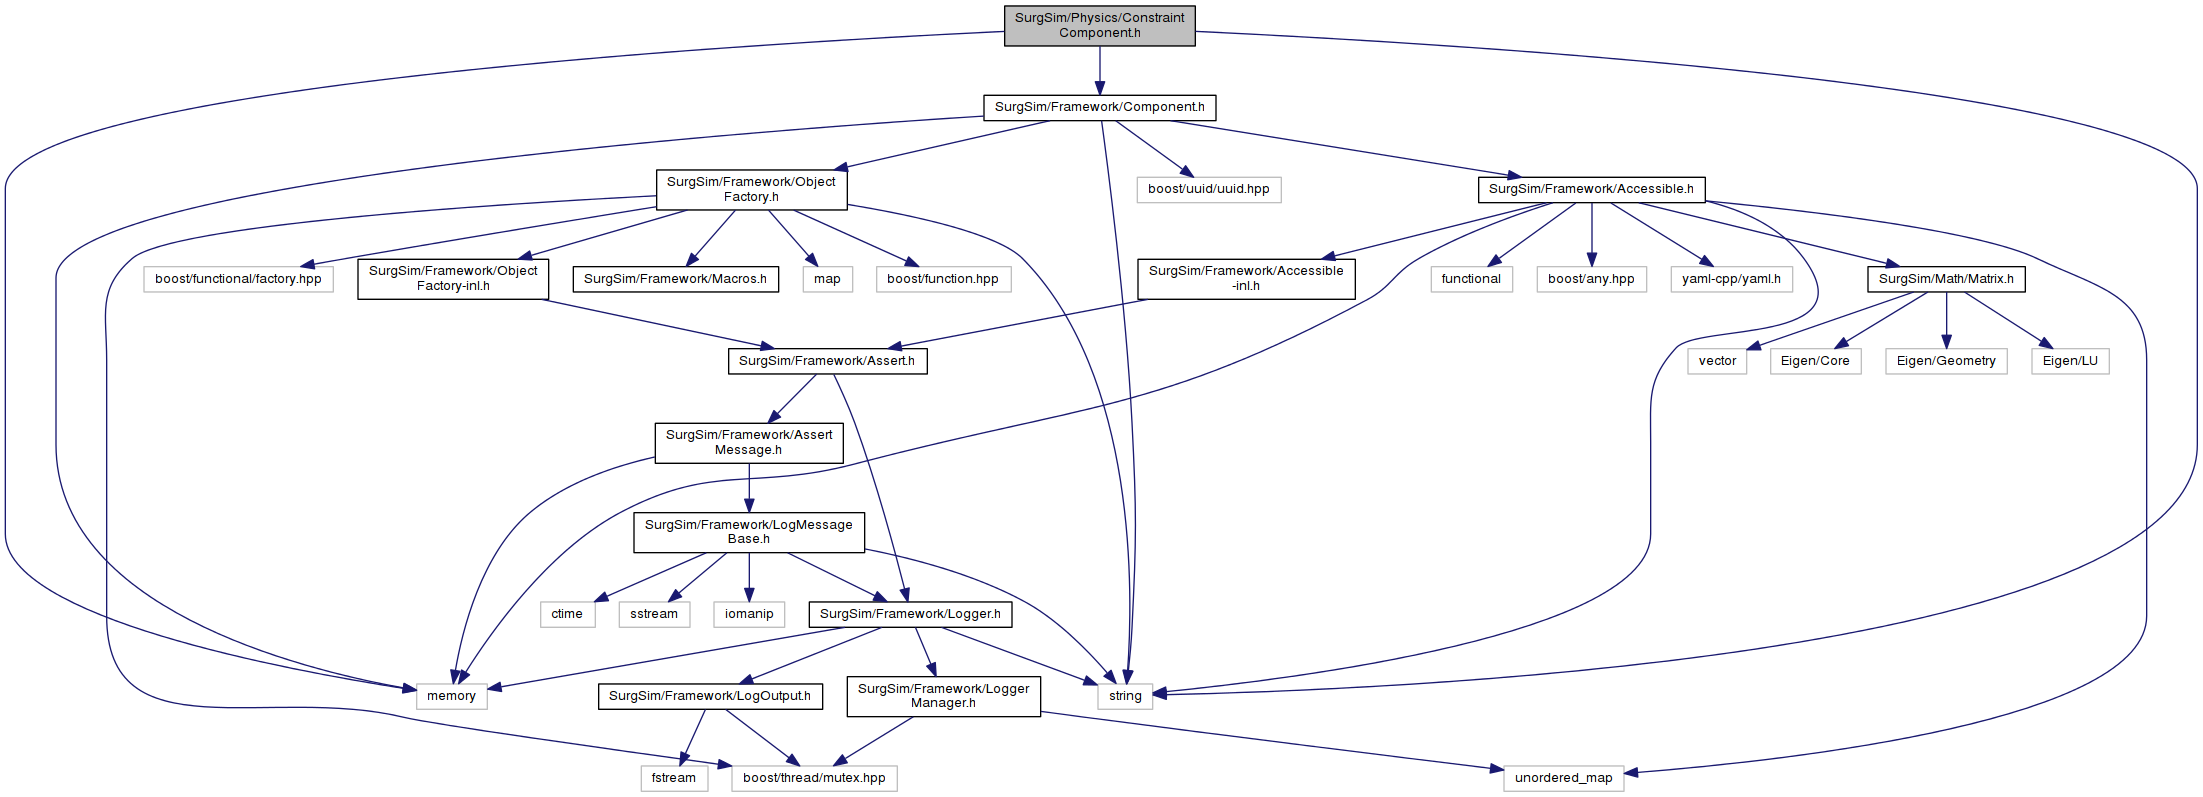 SurgSim/Physics/Constraint
Component.h
SurgSim/Framework/Component.h
SurgSim/Framework/Object
Factory.h
boost/uuid/uuid.hpp
SurgSim/Framework/Accessible.h
boost/functional/factory.hpp
SurgSim/Framework/Object
Factory-inl.h
SurgSim/Framework/Macros.h
map
boost/function.hpp
SurgSim/Framework/Accessible
-inl.h
functional
boost/any.hpp
yaml-cpp/yaml.h
SurgSim/Math/Matrix.h
SurgSim/Framework/Assert.h
vector
Eigen/Core
Eigen/Geometry
Eigen/LU
SurgSim/Framework/Assert
Message.h
SurgSim/Framework/LogMessage
Base.h
ctime
sstream
iomanip
SurgSim/Framework/Logger.h
memory
SurgSim/Framework/LogOutput.h
SurgSim/Framework/Logger
Manager.h
string
fstream
boost/thread/mutex.hpp
unordered_map